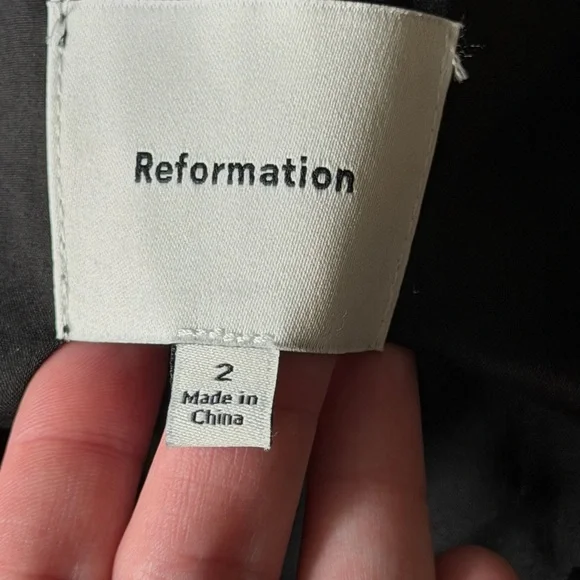 Reformation
2
Made in
China